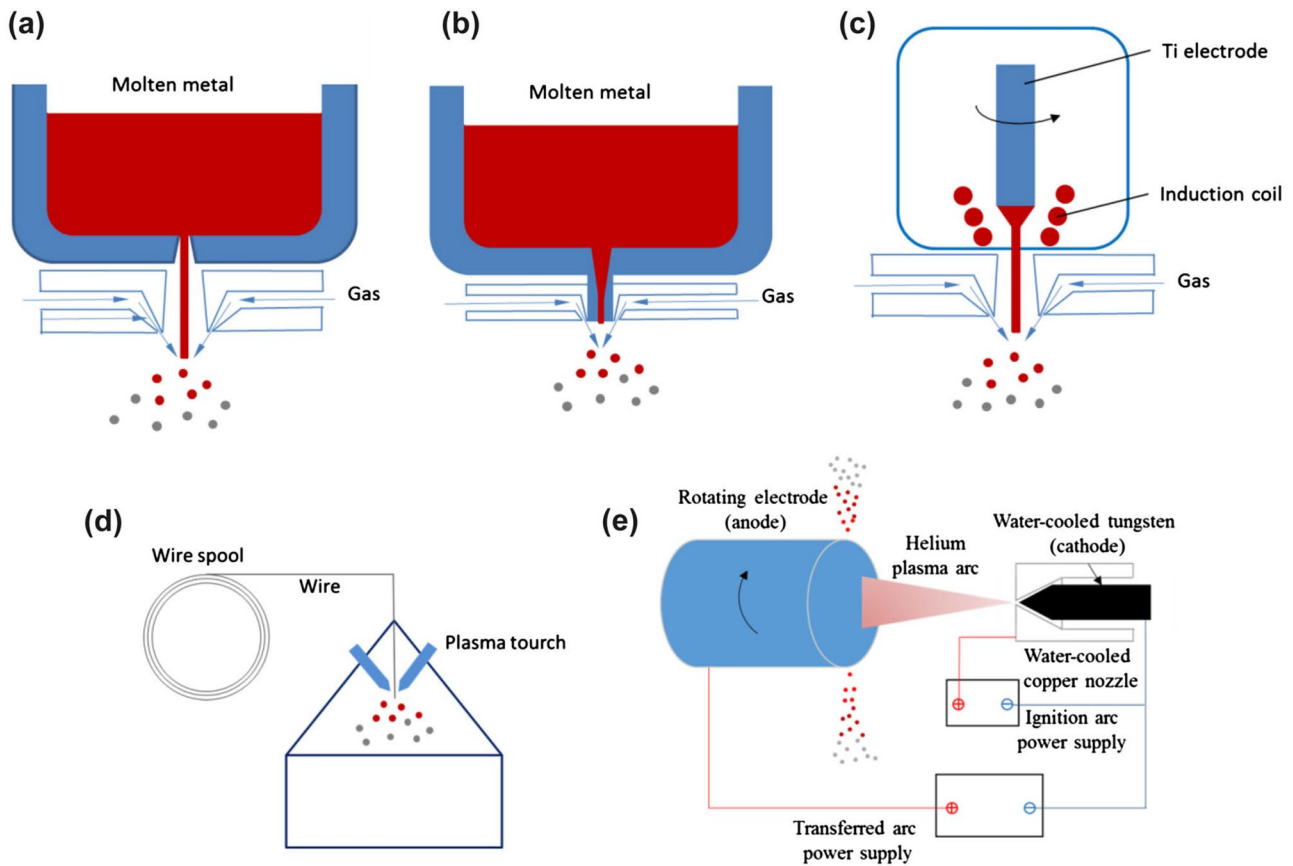 (a)
Molten metal
Gas
(b)
Molten metal
Gas
(c)
Ti electrode
Induction coil
Gas
(d)
Wire spool
Wire
Plasma tourch
(e)
Rotating electrode
(anode)
Helium
plasma arc
Water-cooled tungsten
(cathode)
Water-cooled
copper nozzle
Ignition arc
power supply
Transferred arc
power supply